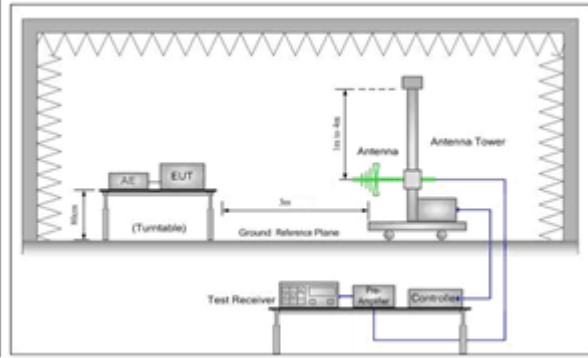 1m to 4m
Antenna
Antenna Tower
AE
EUT
80cm
3m
(Turntable)
Ground Reference Plane
Test Receiver
Pre-
Amplifier
Controller